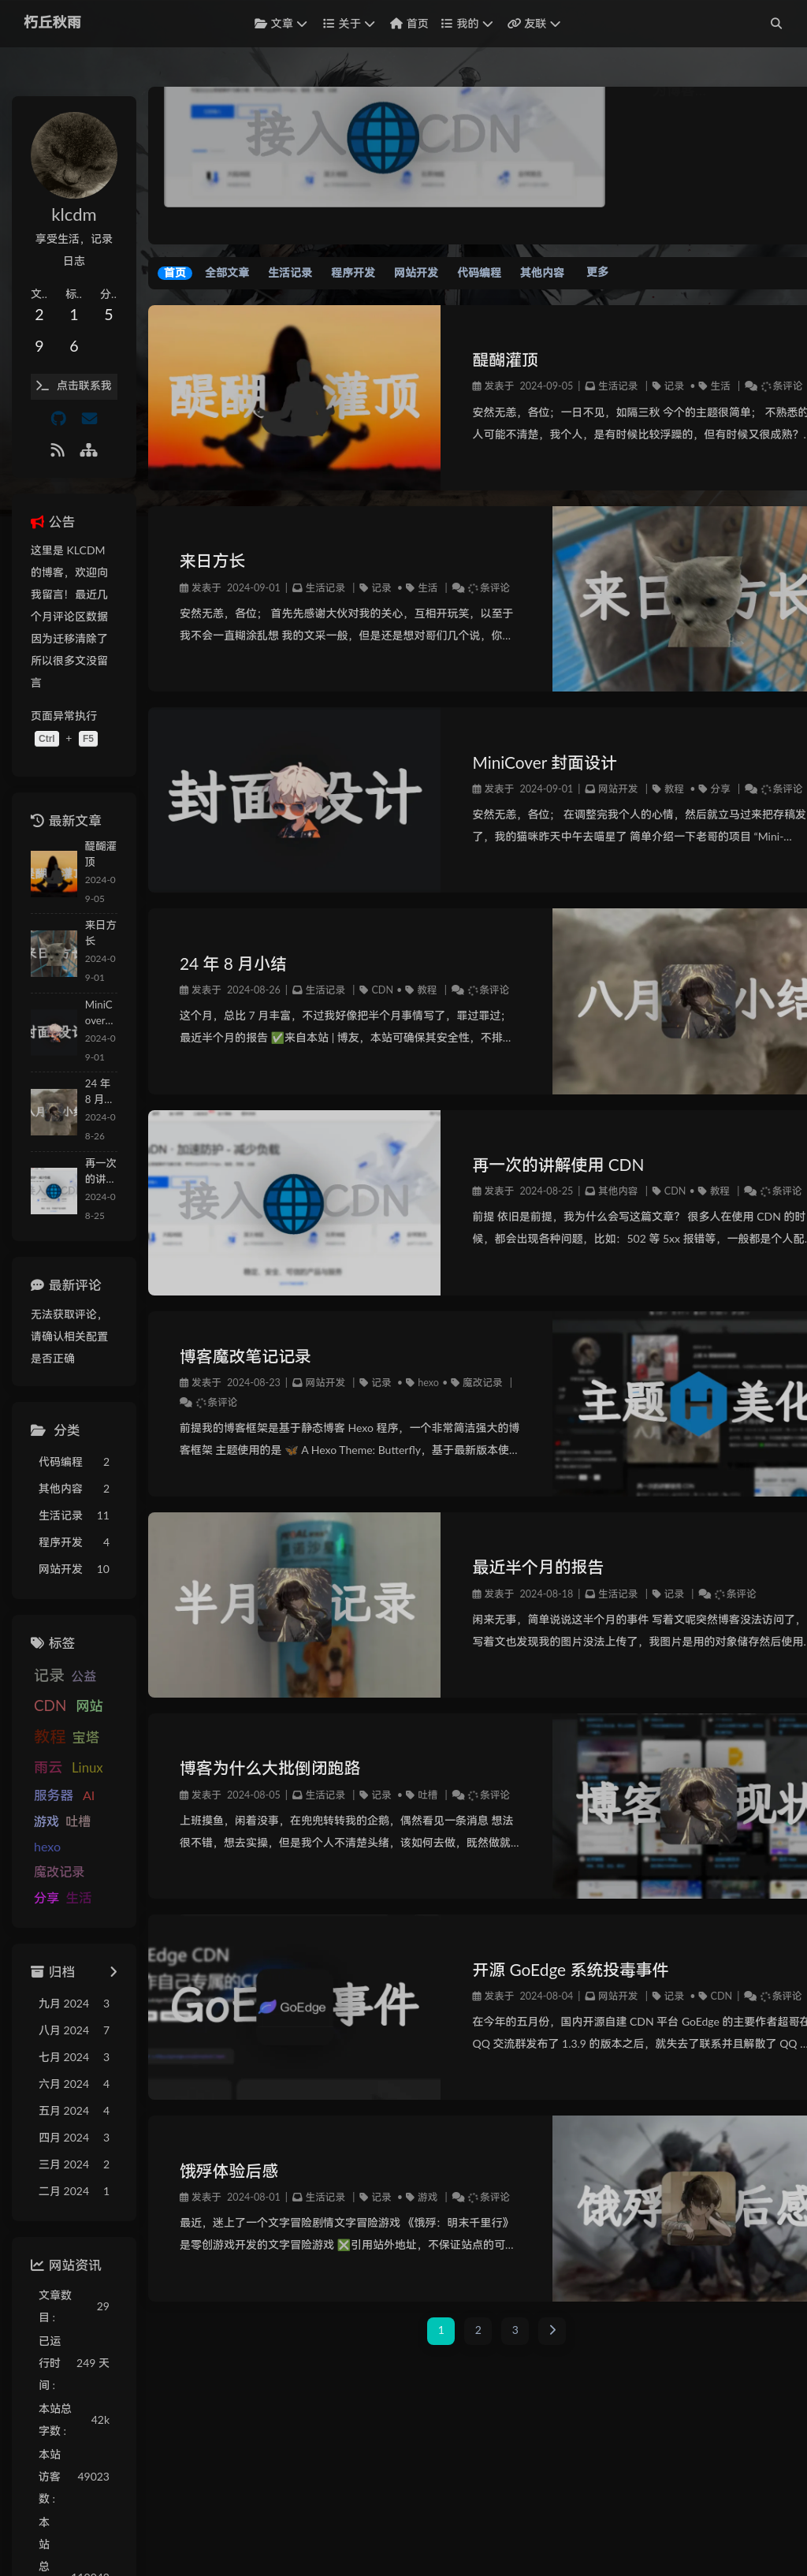 朽丘秋雨
文章
关于
首页
我的
友联
接入 CDN
klcdm
享受生活，记录
日志
文..
标..
分..
2
1
5
9
6
点击联系我
公告
这里是 KLCDM
的博客，欢迎向
我留言！最近几
个月评论区数据
因为迁移清除了
所以很多文没留
言
页面异常执行
Ctrl + F5
最新文章
醍醐灌
顶
2024-0
9-05
来日方
长
2024-0
9-01
MiniC
over...
2024-0
9-01
24 年
8 月...
2024-0
8-26
再一次
的讲...
2024-0
8-25
最新评论
无法获取评论，
请确认相关配置
是否正确
分类
代码编程 2
其他内容 2
生活记录 11
程序开发 4
网站开发 10
标签
记录 公益
CDN 网站
教程 宝塔
雨云 Linux
服务器 AI
游戏 吐槽
hexo
魔改记录
分享 生活
归档
九月 2024 3
八月 2024 7
七月 2024 3
六月 2024 4
五月 2024 4
四月 2024 3
三月 2024 2
二月 2024 1
网站资讯
文章数
目 :
29
已运
行时
间 :
249 天
本站总
字数 :
42k
本站
访客
数 :
49023
本
站
总
首页 全部文章 生活记录 程序开发 网站开发 代码编程 其他内容 更多
醍醐灌顶
醍醐灌顶
发表于 2024-09-05 | 生活记录 | 记录 • 生活 | 条评论
安然无恙，各位；一日不见，如隔三秋 今个的主题很简单； 不熟悉的
人可能不清楚，我个人，是有时候比较浮躁的，但有时候又很成熟？.
来日方长
发表于 2024-09-01 | 生活记录 | 记录 • 生活 | 条评论
安然无恙，各位； 首先先感谢大伙对我的关心，互相开玩笑，以至于
我不会一直糊涂乱想 我的文采一般，但是还是想对哥们几个说，你...
来日方长
封面设计
MiniCover 封面设计
发表于 2024-09-01 | 网站开发 | 教程 • 分享 | 条评论
安然无恙，各位； 在调整完我个人的心情，然后就立马过来把存稿发
了，我的猫咪昨天中午去喵星了 简单介绍一下老哥的项目 “Mini-...
24 年 8 月小结
发表于 2024-08-26 | 生活记录 | CDN • 教程 | 条评论
这个月，总比 7 月丰富，不过我好像把半个月事情写了，罪过罪过；
最近半个月的报告 ✅来自本站 | 博友，本站可确保其安全性，不排...
八月小结
DN · 加速防护 - 减少负载
接入 CDN
再一次的讲解使用 CDN
发表于 2024-08-25 | 其他内容 | CDN • 教程 | 条评论
前提 依旧是前提，我为什么会写这篇文章？ 很多人在使用 CDN 的时
候，都会出现各种问题，比如：502 等 5xx 报错等，一般都是个人配.
博客魔改笔记记录
发表于 2024-08-23 | 网站开发 | 记录 • hexo • 魔改记录 |
条评论
前提我的博客框架是基于静态博客 Hexo 程序，一个非常简洁强大的博
客框架 主题使用的是 🦋 A Hexo Theme: Butterfly，基于最新版本使...
主题美化
半月记录
最近半个月的报告
发表于 2024-08-18 | 生活记录 | 记录 | 条评论
闲来无事，简单说说这半个月的事件 写着文呢突然博客没法访问了，
写着文也发现我的图片没法上传了，我图片是用的对象储存然后使用.
博客为什么大批倒闭跑路
发表于 2024-08-05 | 生活记录 | 记录 • 吐槽 | 条评论
上班摸鱼，闲着没事，在兜兜转转我的企鹅，偶然看见一条消息 想法
很不错，想去实操，但是我个人不清楚头绪，该如何去做，既然做就...
博客现状
GoEdge
事件
开源 GoEdge 系统投毒事件
发表于 2024-08-04 | 网站开发 | 记录 • CDN | 条评论
在今年的五月份，国内开源自建 CDN 平台 GoEdge 的主要作者超哥在
QQ 交流群发布了 1.3.9 的版本之后，就失去了联系并且解散了 QQ ...
饿殍体验后感
发表于 2024-08-01 | 生活记录 | 记录 • 游戏 | 条评论
最近，迷上了一个文字冒险剧情文字冒险游戏 《饿殍：明末千里行》
是零创游戏开发的文字冒险游戏 ❎引用站外地址，不保证站点的可...
饿殍后感
1 2 3